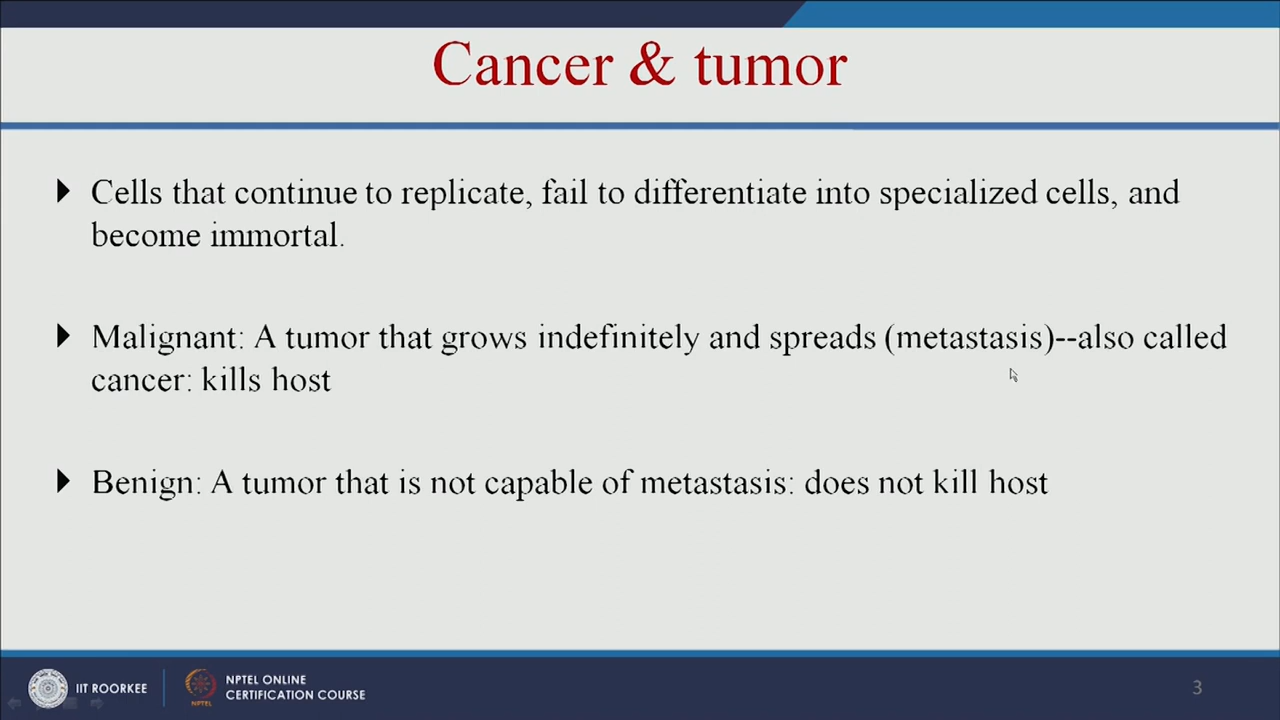 Cancer & tumor
Cells that continue to replicate, fail to differentiate into specialized cells, and
become immortal.
Malignant: A tumor that grows indefinitely and spreads (metastasis)--also called
cancer: kills host
Benign: A tumor that is not capable of metastasis: does not kill host
IIT ROORKEE
NPTEL
NPTEL ONLINE
CERTIFICATION COURSE
3